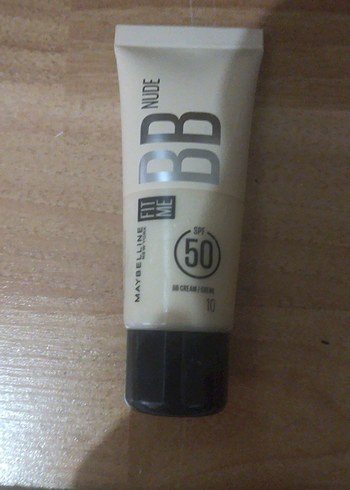 NUDE
BB
MAYBELLINE
NEW YORK
FIT
ME
SPF
50
BB CREAM / CRÈME
10